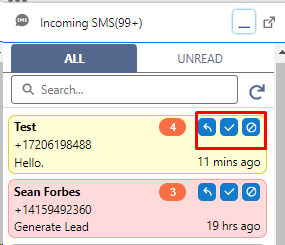 SMS Incoming SMS(99+)
ALL UNREAD
Search...
Test 4
+17206198488
Hello. 11 mins ago
Sean Forbes 3
+14159492360
Generate Lead 19 hrs ago